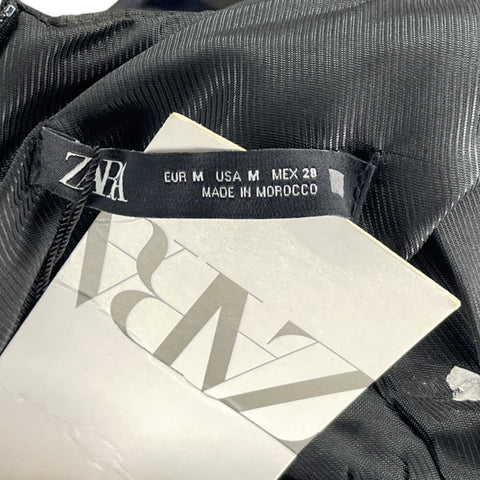 ZARA
EUR M USA M MEX 28
MADE IN MOROCCO
ZARA